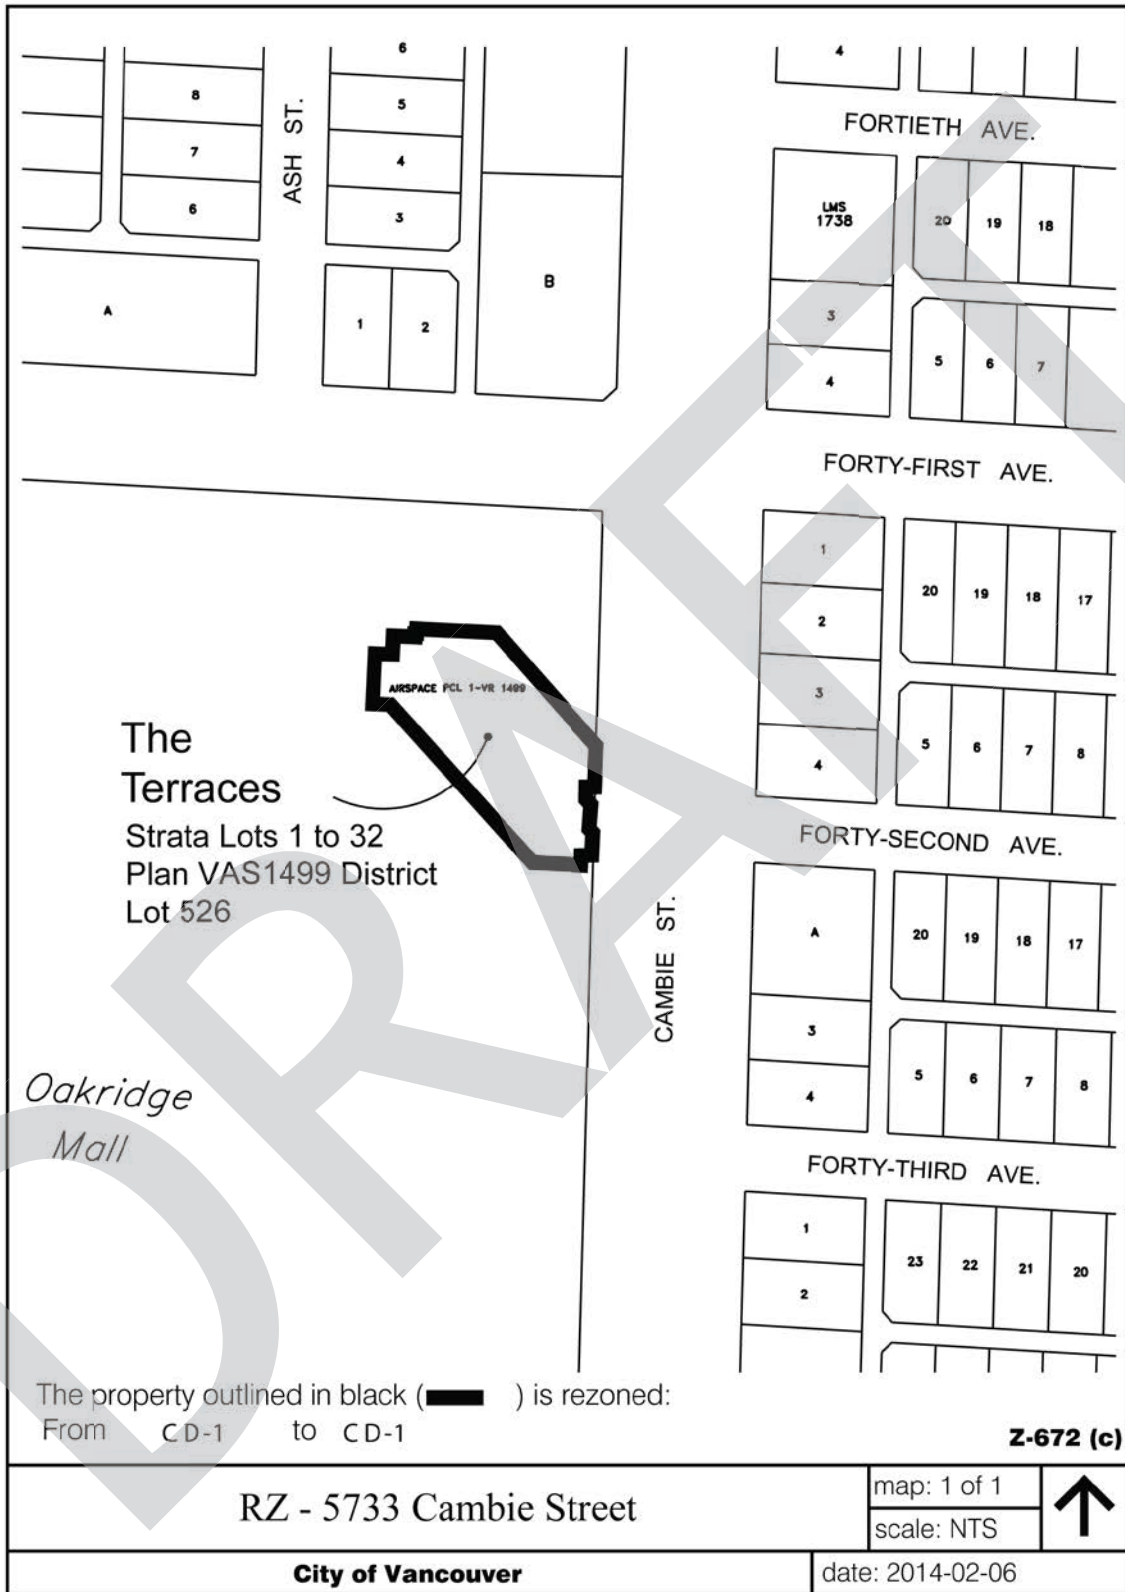 6
4
8
5
FORTIETH AVE.
7
ASH ST.
4
6
3
LMS
1738
20
19
18
A
B
1
2
3
5
6
7
4
FORTY-FIRST AVE.
1
20
19
18
17
2
AIRSPACE PCL 1-VR 1499
3
The
Terraces
Strata Lots 1 to 32
Plan VAS1499 District
Lot 526
5
6
7
8
4
FORTY-SECOND AVE.
CAMBIE ST.
A
20
19
18
17
3
4
5
6
7
8
Oakridge
Mall
FORTY-THIRD AVE.
1
2
23
22
21
20
DRAFT
The property outlined in black ( ) is rezoned:
From CD-1 to CD-1
Z-672 (c)
RZ - 5733 Cambie Street
map: 1 of 1
scale: NTS
City of Vancouver
date: 2014-02-06